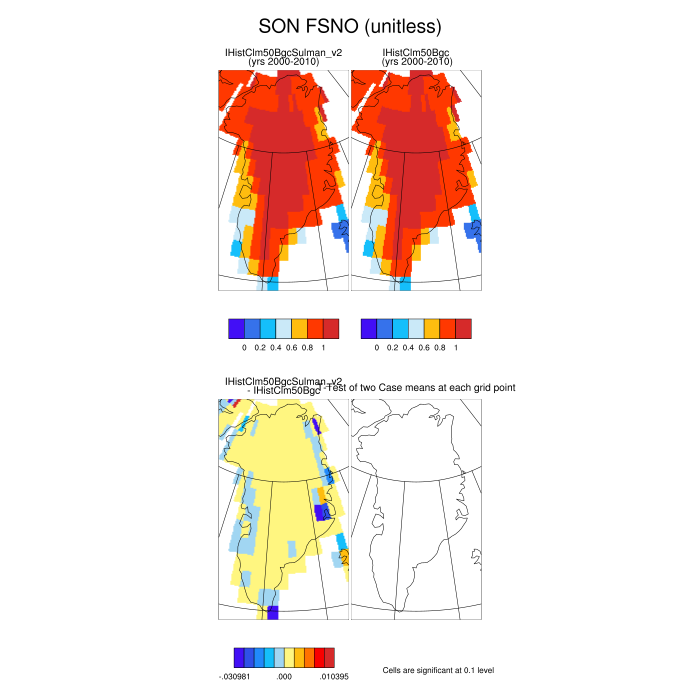 SON FSNO (unitless)
IHistClm50BgcSulman_v2
(yrs 2000-2010)
IHistClm50Bgc
(yrs 2000-2010)
0 0.2 0.4 0.6 0.8 1
0 0.2 0.4 0.6 0.8 1
IHistClm50BgcSulman_v2
- IHistClm50Bgc
T-Test of two Case means at each grid point
-.030981 .000 .010395
Cells are significant at 0.1 level